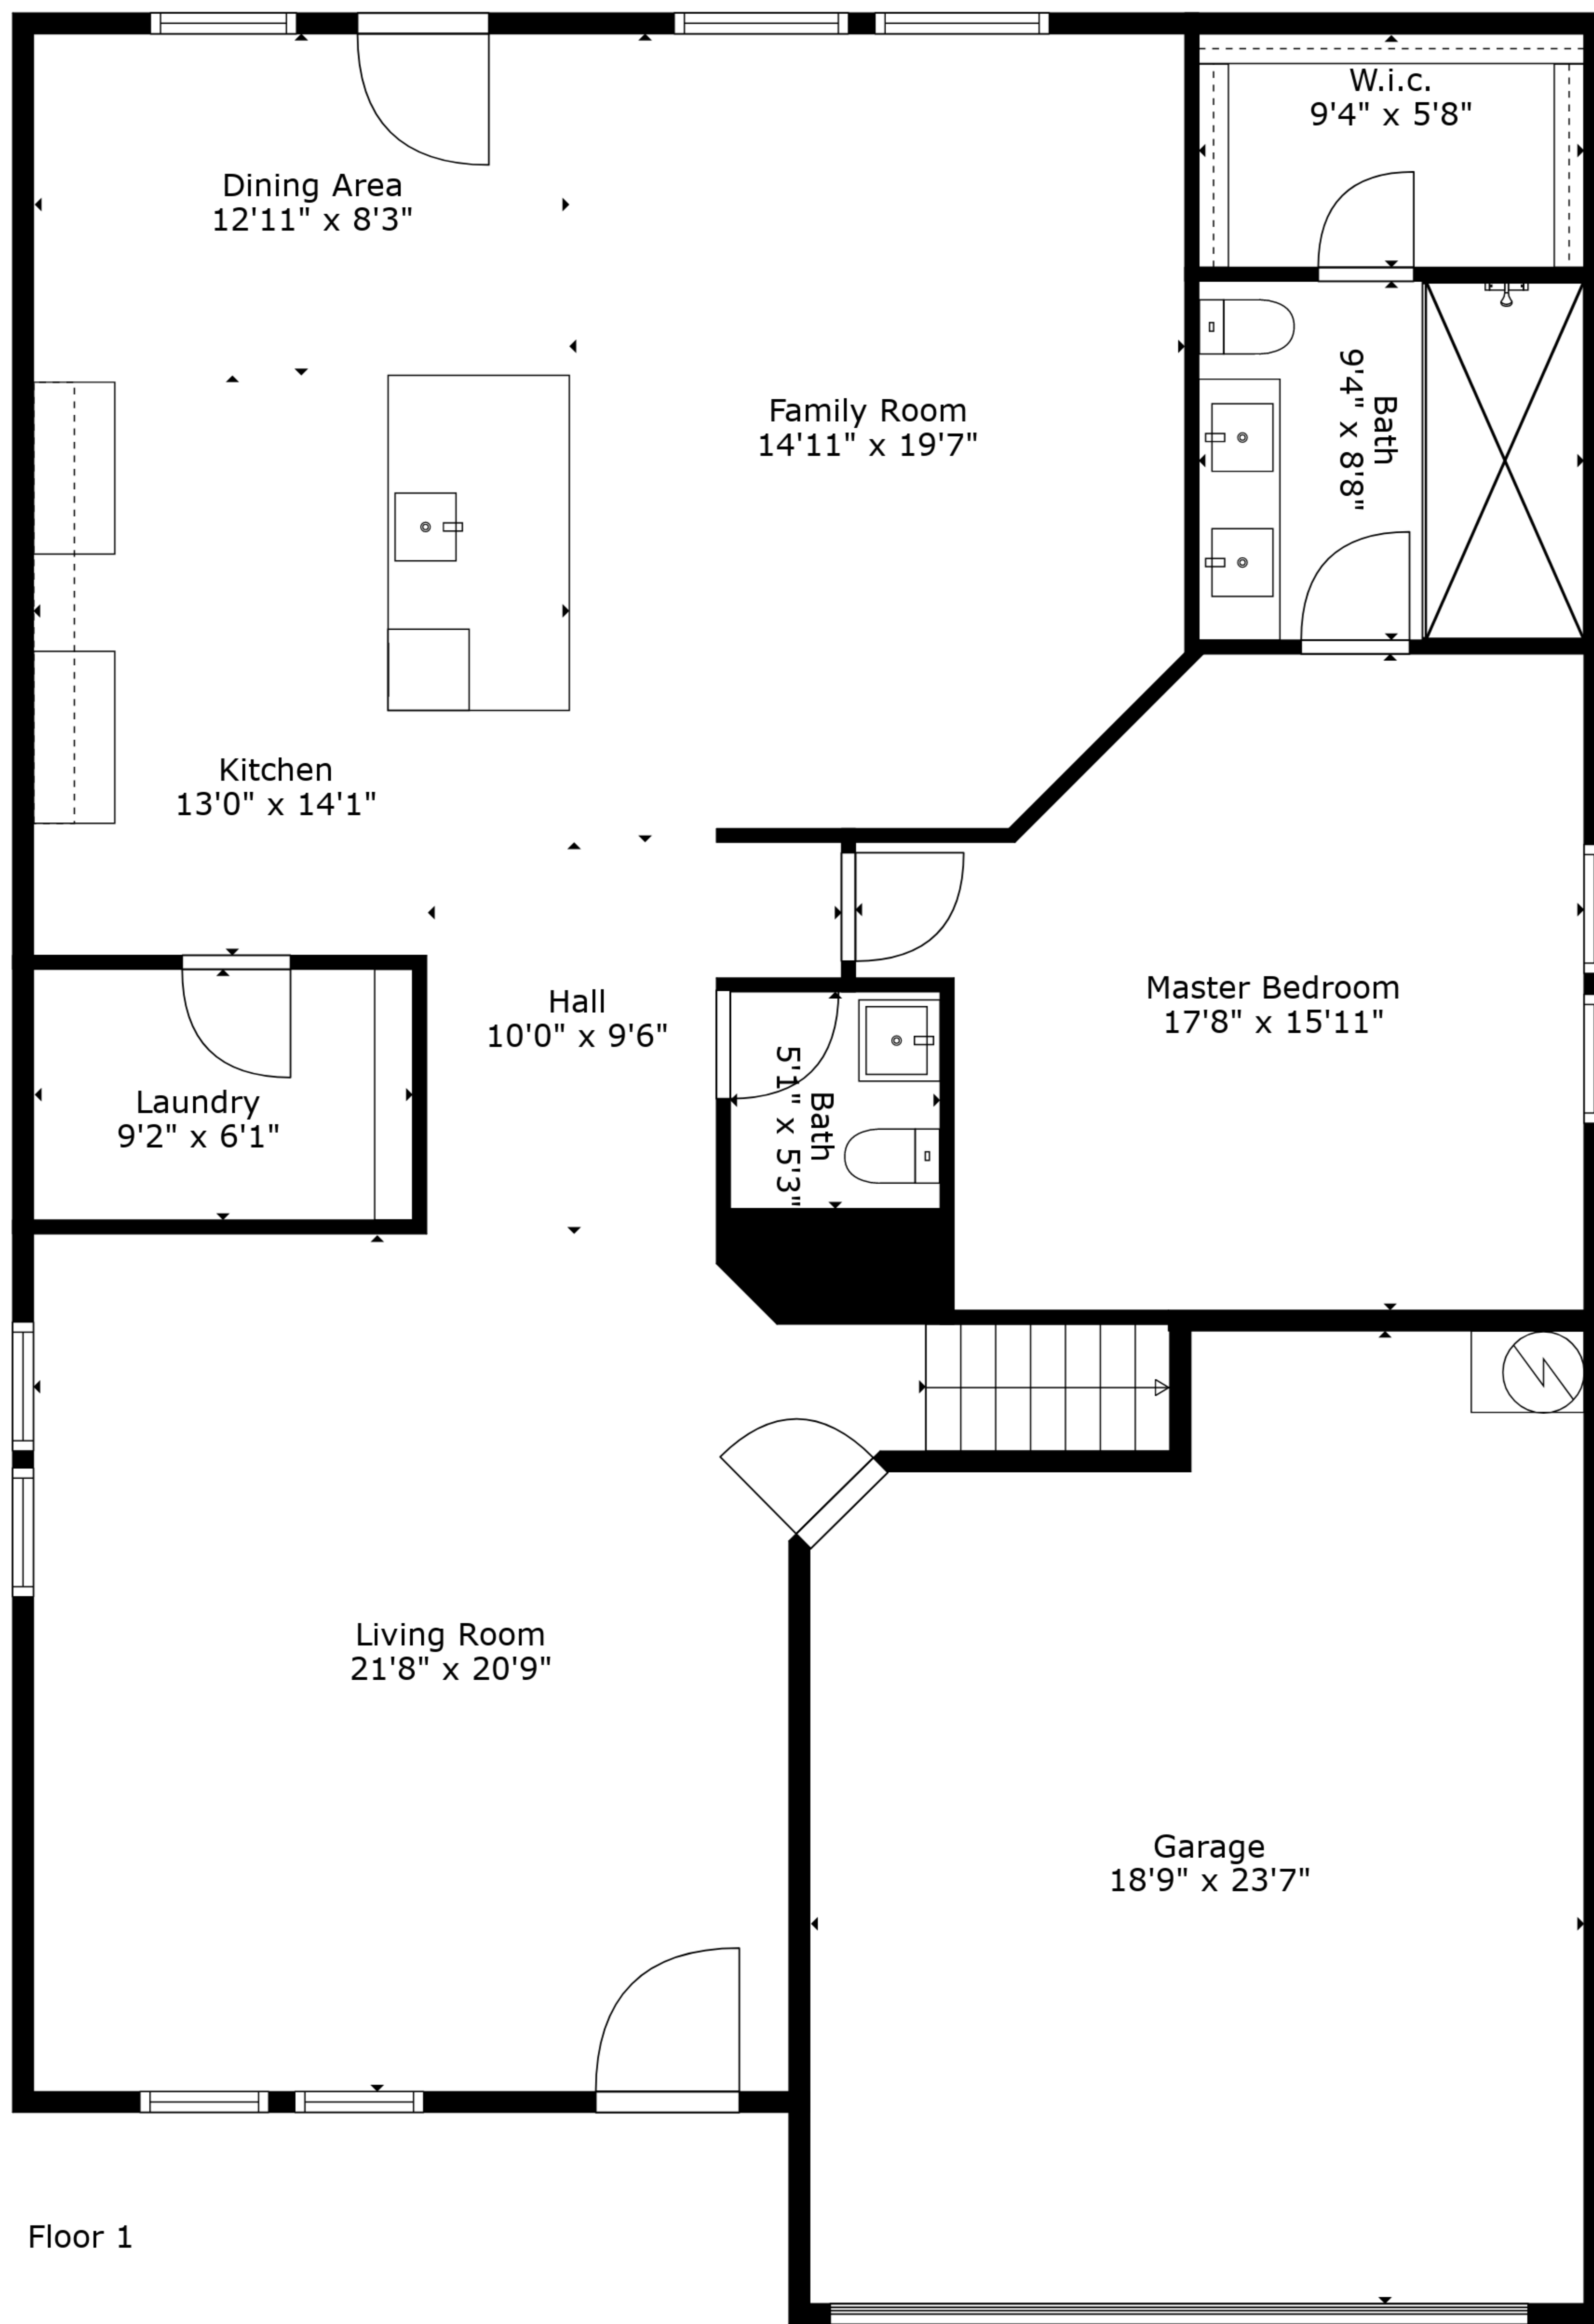 W.i.c.
9'4" x 5'8"
Dining Area
12'11" x 8'3"
Family Room
14'11" x 19'7"
Bath
9'4" x 8'8"
Kitchen
13'0" x 14'1"
Hall
10'0" x 9'6"
Master Bedroom
17'8" x 15'11"
Laundry
9'2" x 6'1"
Bath
5'1" x 5'3"
Living Room
21'8" x 20'9"
Garage
18'9" x 23'7"
Floor 1